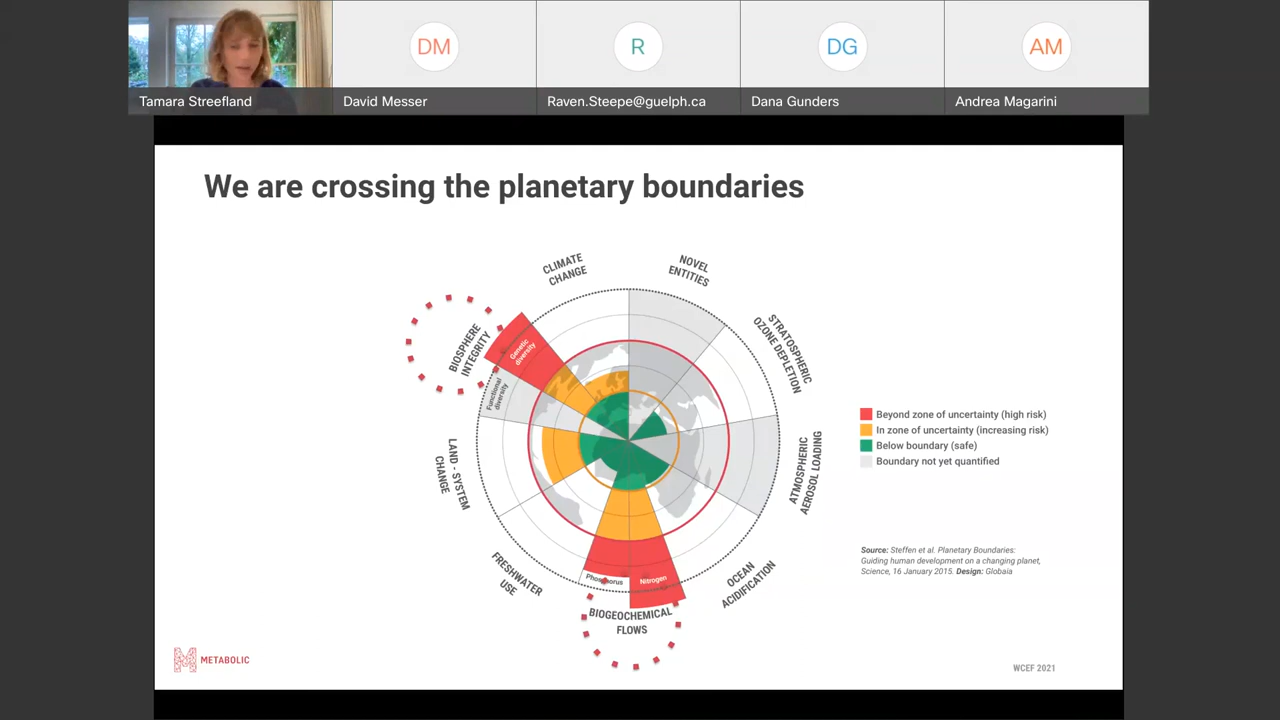 DM
R
DG
AM
Tamara Streefland
David Messer
Raven.Steepe@guelph.ca
Dana Gunders
Andrea Magarini
We are crossing the planetary boundaries
CLIMATE
CHANGE
NOVEL
ENTITIES
STRATOSPHERIC
OZONE DEPLETION
ATMOSPHERIC
AEROSOL LOADING
OCEAN
ACIDIFICATION
BIOGEOCHEMICAL
FLOWS
Phosphorus
Nitrogen
FRESHWATER
USE
LAND - SYSTEM
CHANGE
BIOSPHERE
INTEGRITY
Functional
diversity
Genetic
diversity
Beyond zone of uncertainty (high risk)
In zone of uncertainty (increasing risk)
Below boundary (safe)
Boundary not yet quantified
Source: Steffen et al. Planetary Boundaries:
Guiding human development on a changing planet,
Science, 16 January 2015. Design: Globaia
METABOLIC
WCEF 2021